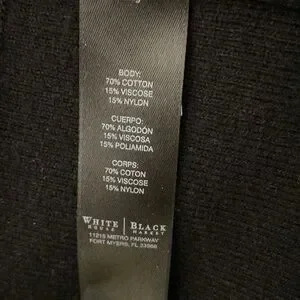 BODY:
70% COTTON
15% VISCOSE
15% NYLON
CUERPO:
70% ALGODÓN
15% VISCOSA
15% POLIAMIDA
CORPS:
70% COTON
15% VISCOSE
15% NYLON
WHITE | BLACK
HOUSE MARKET
11215 METRO PARKWAY
FORT MYERS, FL 33966